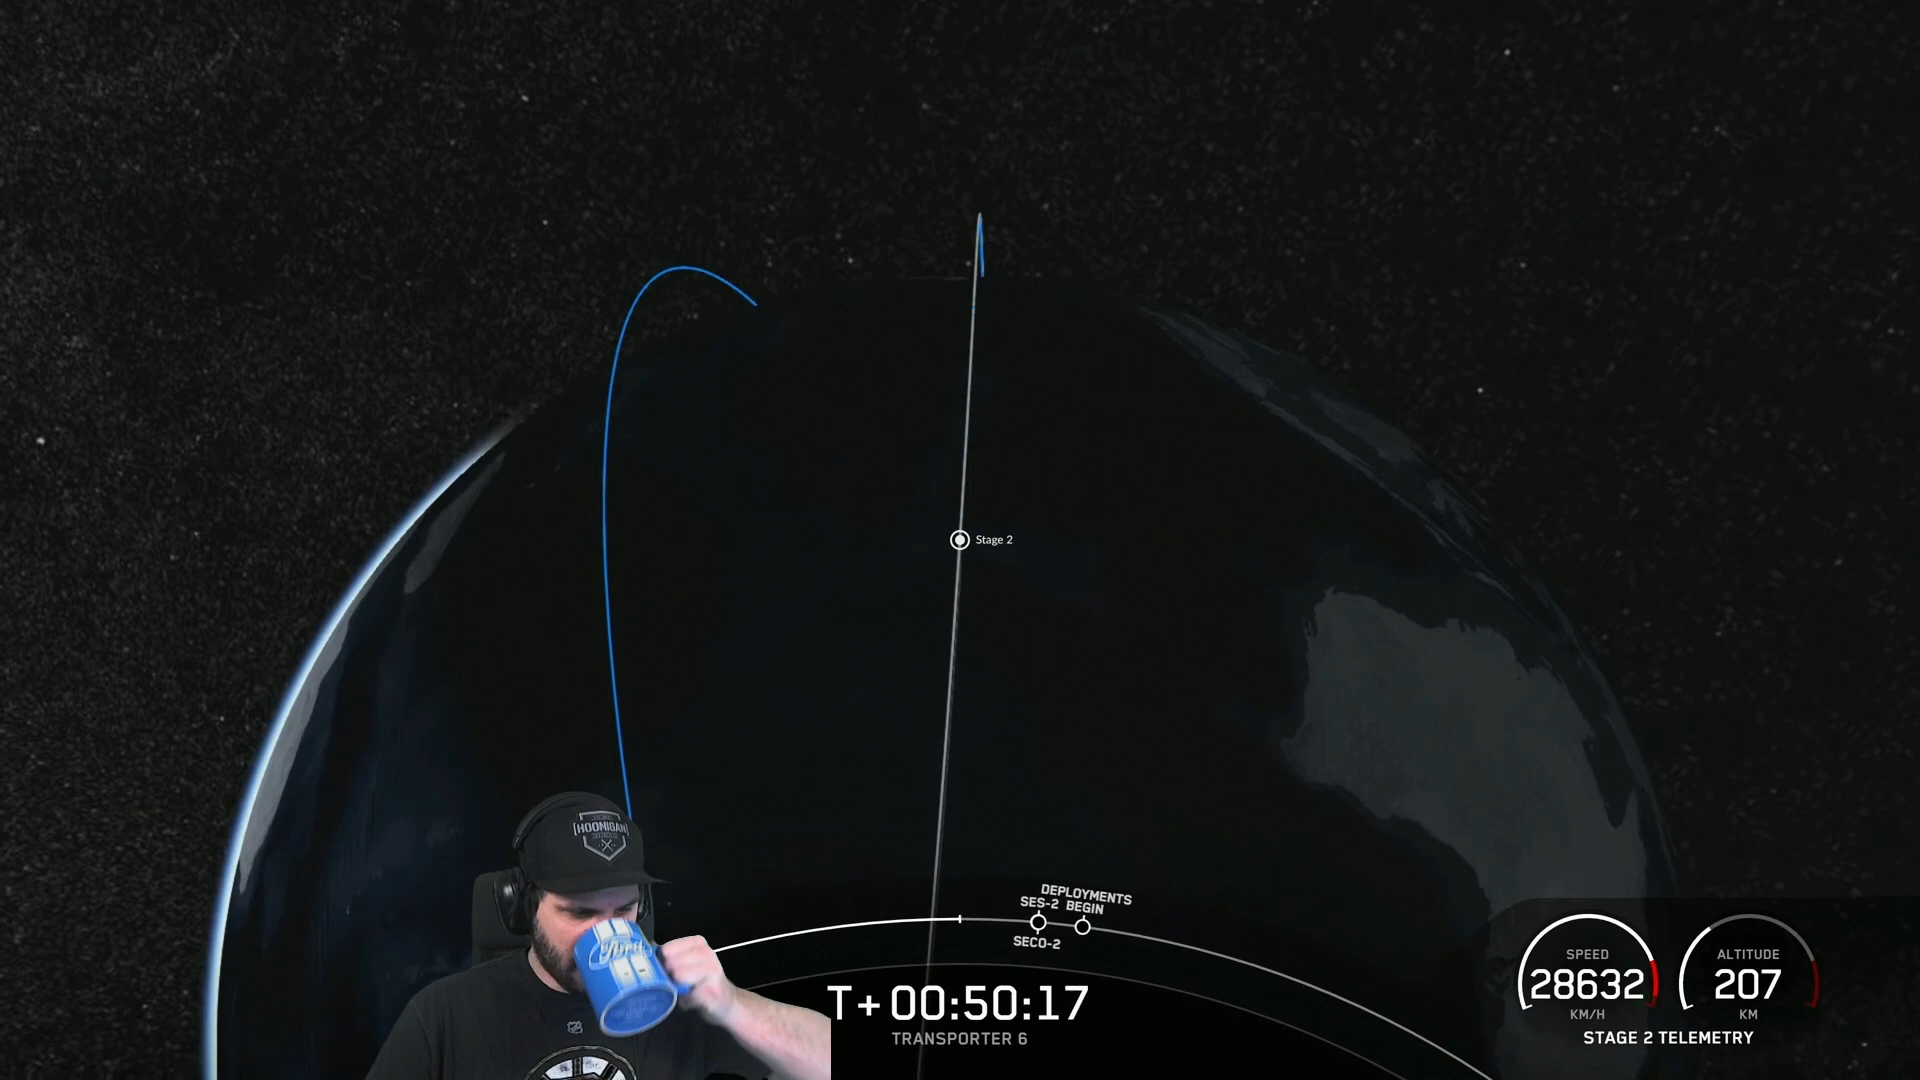 Stage 2
[HOONIGAN]
Ford
DEPLOYMENTS
SES-2 BEGIN
SECO-2
T+00:50:17
TRANSPORTER 6
SPEED
28632
KM/H
ALTITUDE
207
KM
STAGE 2 TELEMETRY